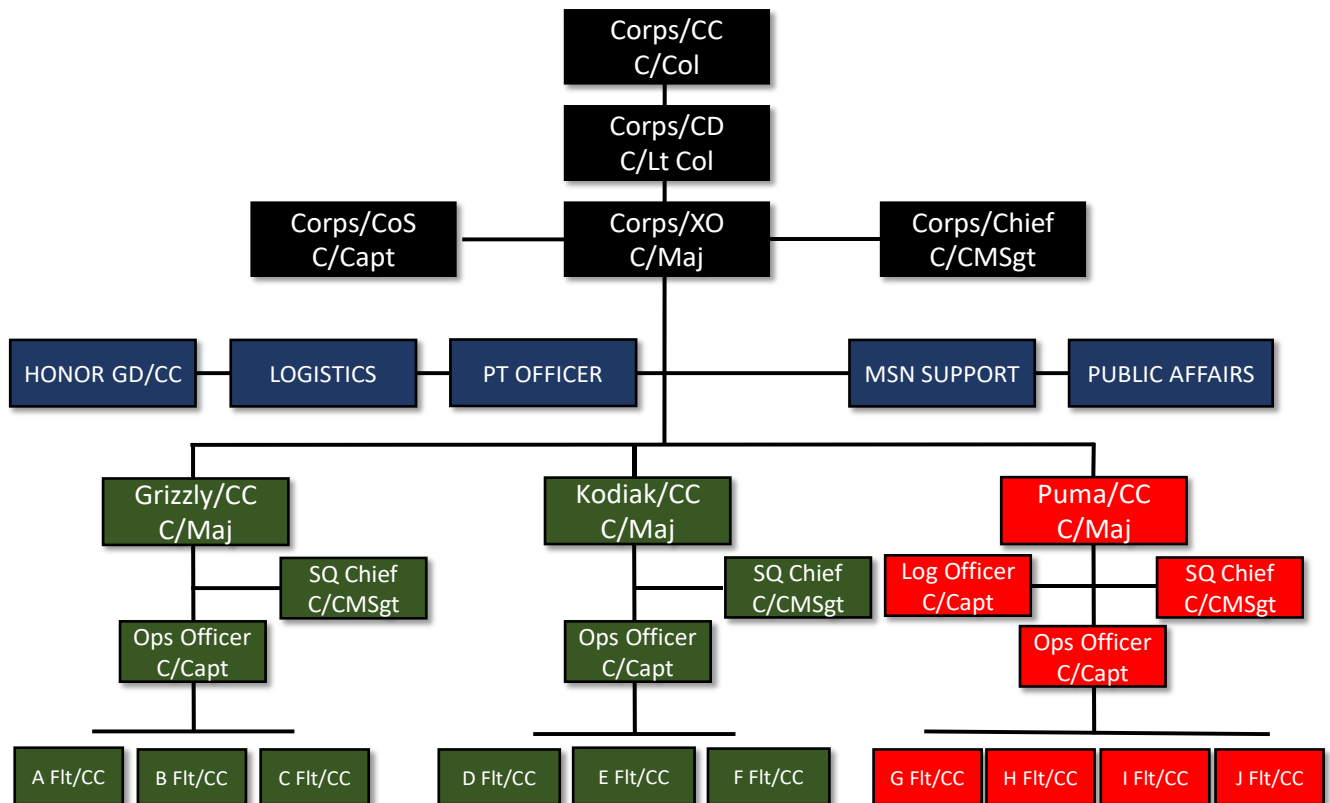 Corps/CC
C/Col
Corps/CD
C/Lt Col
Corps/CoS
C/Capt
Corps/XO
C/Maj
Corps/Chief
C/CMSgt
HONOR GD/CC
LOGISTICS
PT OFFICER
MSN SUPPORT
PUBLIC AFFAIRS
Grizzly/CC
C/Maj
Kodiak/CC
C/Maj
Puma/CC
C/Maj
SQ Chief
C/CMSgt
SQ Chief
C/CMSgt
Log Officer
C/Capt
SQ Chief
C/CMSgt
Ops Officer
C/Capt
Ops Officer
C/Capt
Ops Officer
C/Capt
A Flt/CC
B Flt/CC
C Flt/CC
D Flt/CC
E Flt/CC
F Flt/CC
G Flt/CC
H Flt/CC
I Flt/CC
J Flt/CC